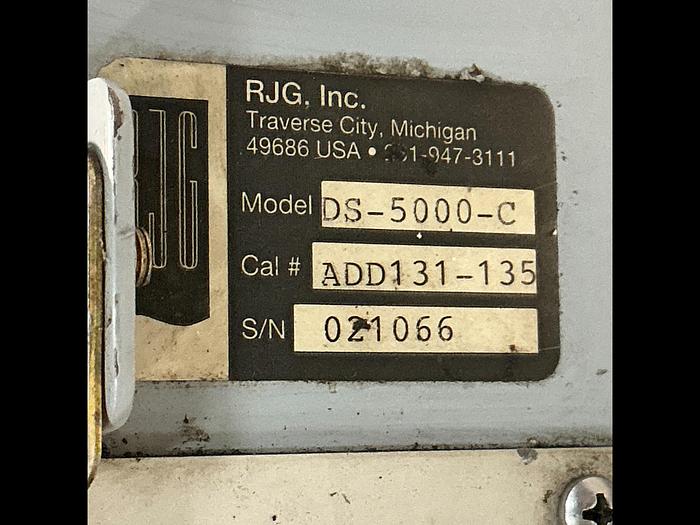 RJG
RJG, Inc.
Traverse City, Michigan
49686 USA •
Model DS-5000-C
Cal # ADD131-135
S/N 021066